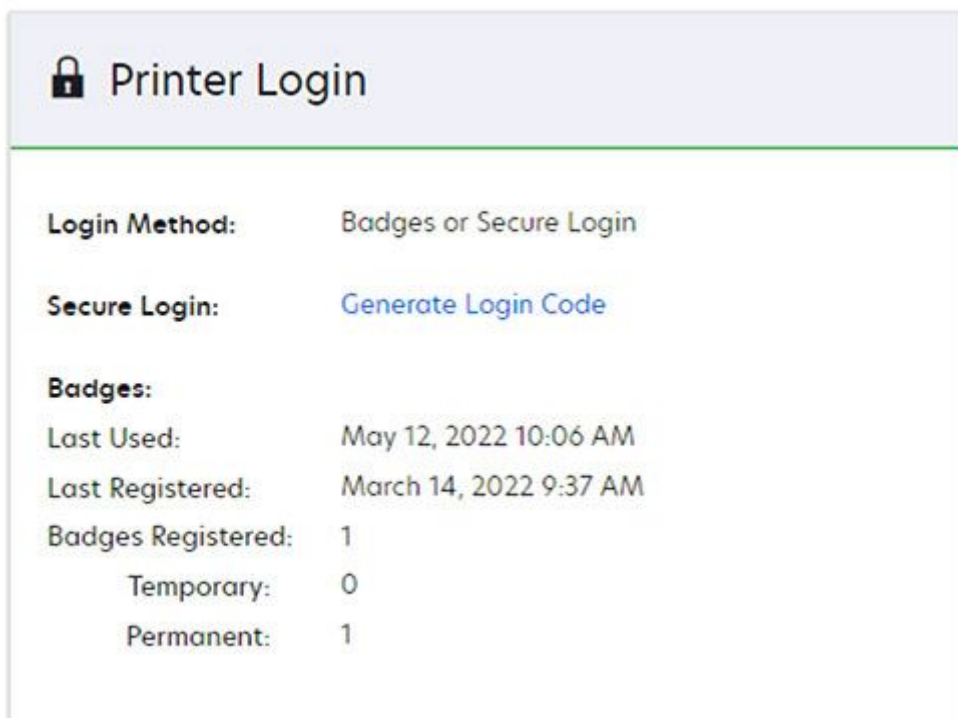 Printer Login
Login Method: Badges or Secure Login
Secure Login: Generate Login Code
Badges:
Last Used: May 12, 2022 10:06 AM
Last Registered: March 14, 2022 9:37 AM
Badges Registered: 1
Temporary: 0
Permanent: 1